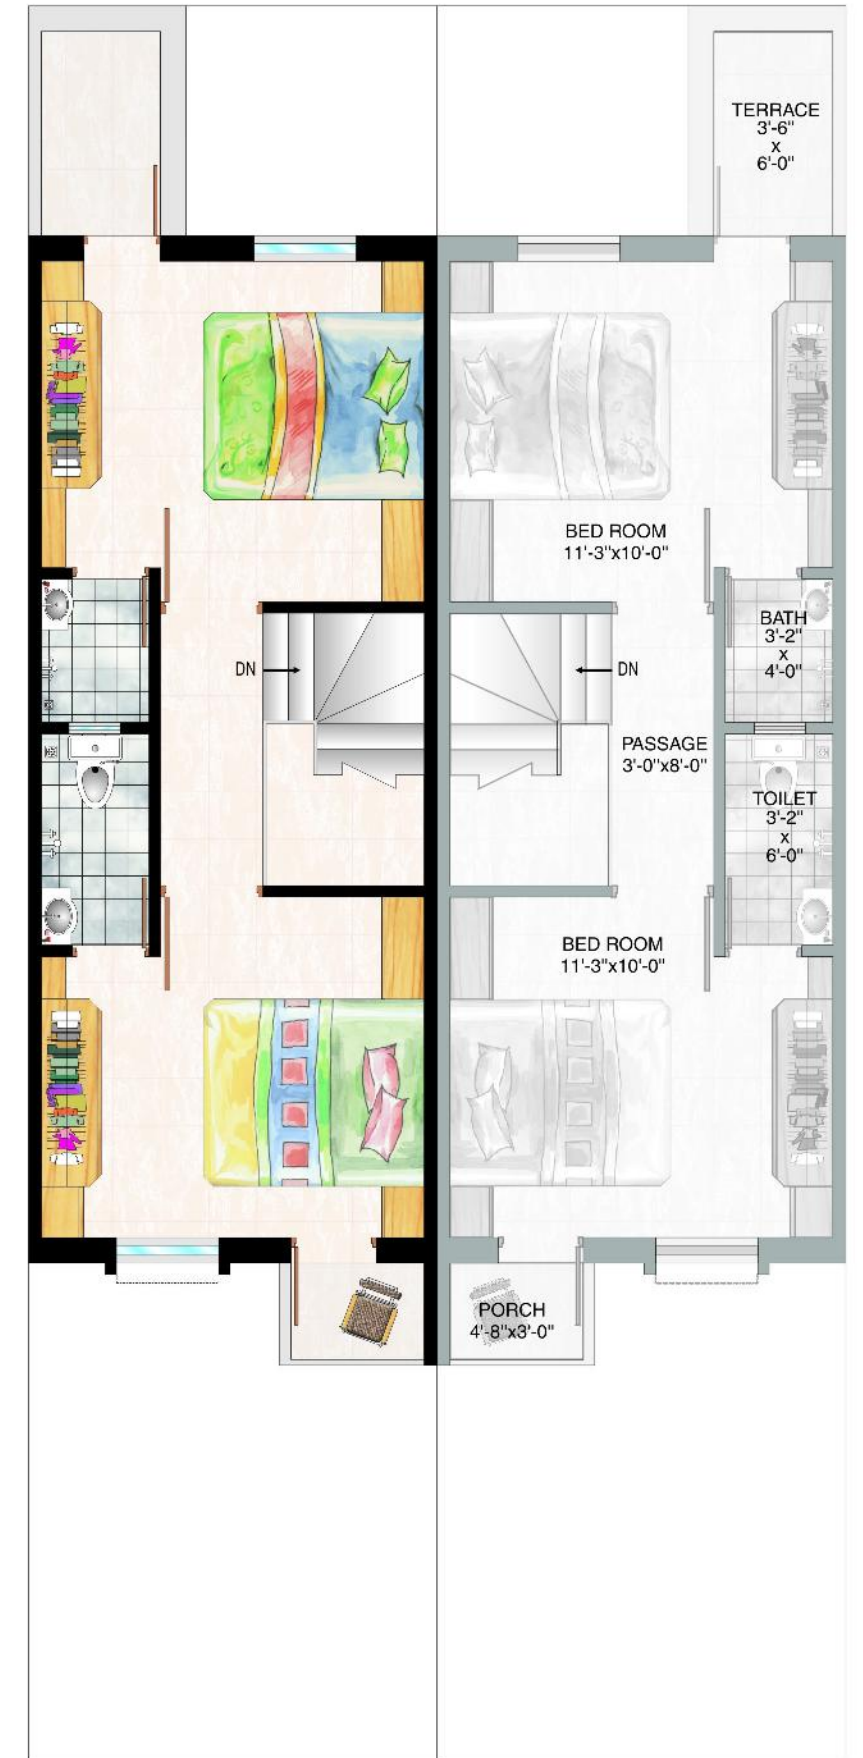 TERRACE
3'-6"
x
6'-0"
BED ROOM
11'-3"x10'-0"
BATH
3'-2"
x
4'-0"
DN
DN
PASSAGE
3'-0"x8'-0"
TOILET
3'-2"
x
6'-0"
BED ROOM
11'-3"x10'-0"
PORCH
4'-8"x3'-0"